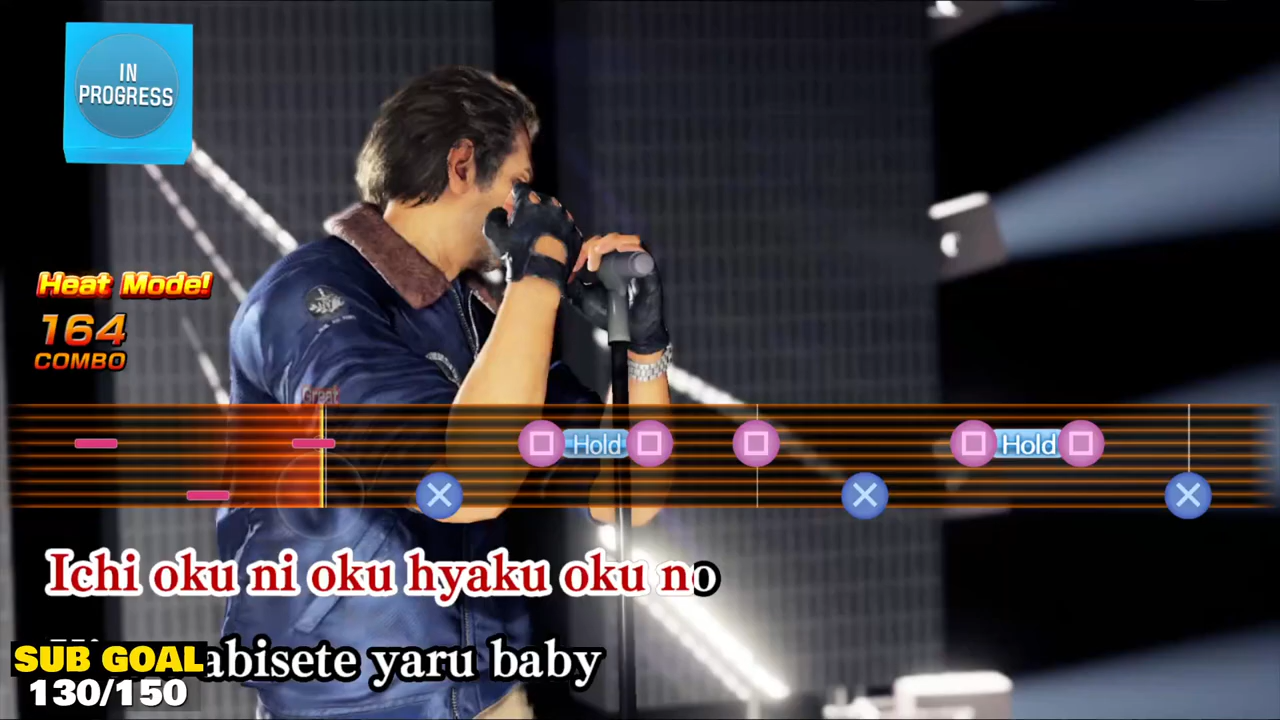 IN
PROGRESS
Heat Mode!
164
COMBO
Great
Hold
Hold
Ichi oku ni oku hyaku oku no
abisete yaru baby
SUB GOAL
130/150